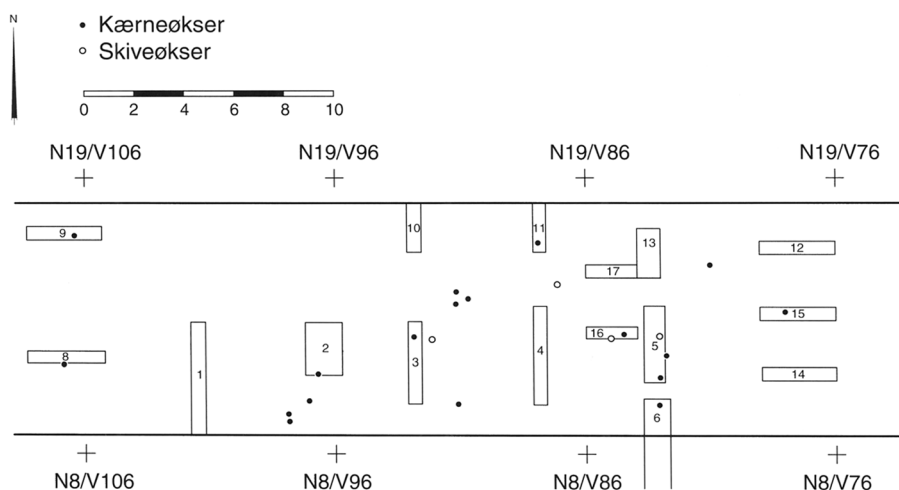 N
Kærneøkser
Skiveøkser
0 2 4 6 8 10
N19/V106 N19/V96 N19/V86 N19/V76
9 10 11 13 12
17
15
16
8 2 3 4 5
1 14
6
N8/V106 N8/V96 N8/V86 N8/V76